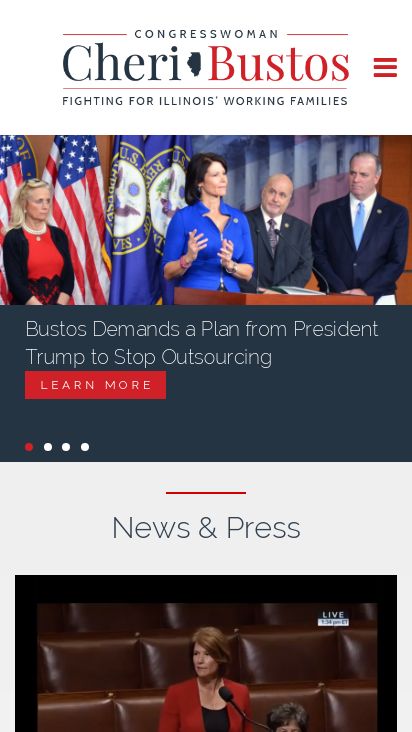 CONGRESSWOMAN
Cheri Bustos
FIGHTING FOR ILLINOIS' WORKING FAMILIES
Bustos Demands a Plan from President
Trump to Stop Outsourcing
LEARN MORE
News & Press
LIVE
1:34 pm ET